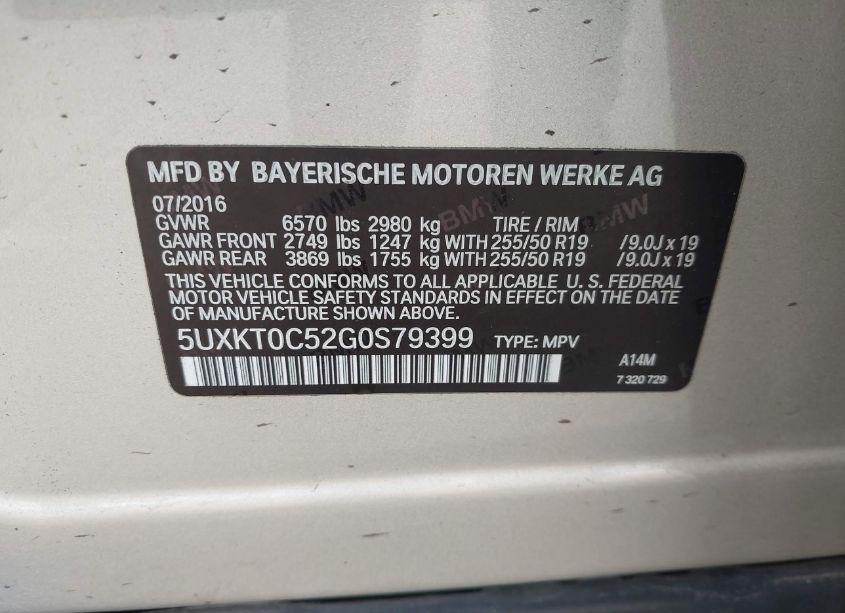 MFD BY BAYERISCHE MOTOREN WERKE AG
07/2016
GVWR 6570 lbs 2980 kg TIRE / RIM
GAWR FRONT 2749 lbs 1247 kg WITH 255/50 R19 /9.0J x 19
GAWR REAR 3869 lbs 1755 kg WITH 255/50 R19 /9.0J x 19
THIS VEHICLE CONFORMS TO ALL APPLICABLE U. S. FEDERAL
MOTOR VEHICLE SAFETY STANDARDS IN EFFECT ON THE DATE
OF MANUFACTURE SHOWN ABOVE.
5UXKT0C52G0S79399 TYPE: MPV
A14M
7 320 729